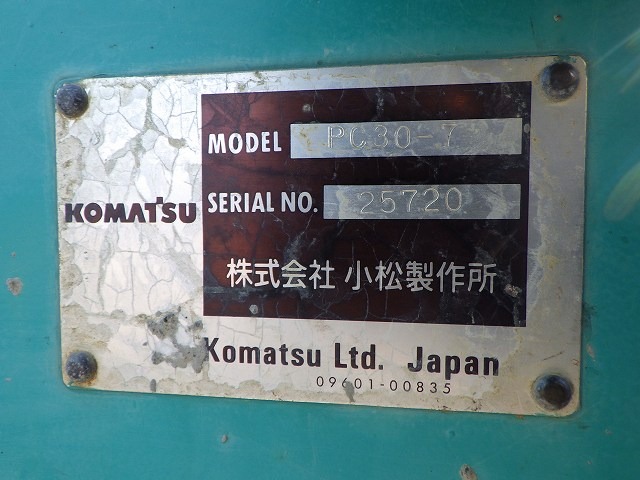 MODEL PC30-7
KOMATSU SERIAL NO. 25720
株式会社 小松製作所
Komatsu Ltd. Japan
09601-00835